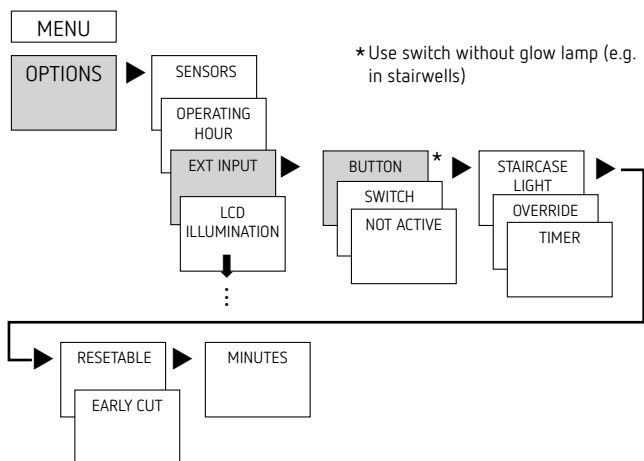 MENU
OPTIONS
SENSORS
OPERATING
HOUR
EXT INPUT
LCD
ILLUMINATION
* Use switch without glow lamp (e.g.
in stairwells)
BUTTON
*
SWITCH
NOT ACTIVE
STAIRCASE
LIGHT
OVERRIDE
TIMER
RESETABLE
EARLY CUT
MINUTES